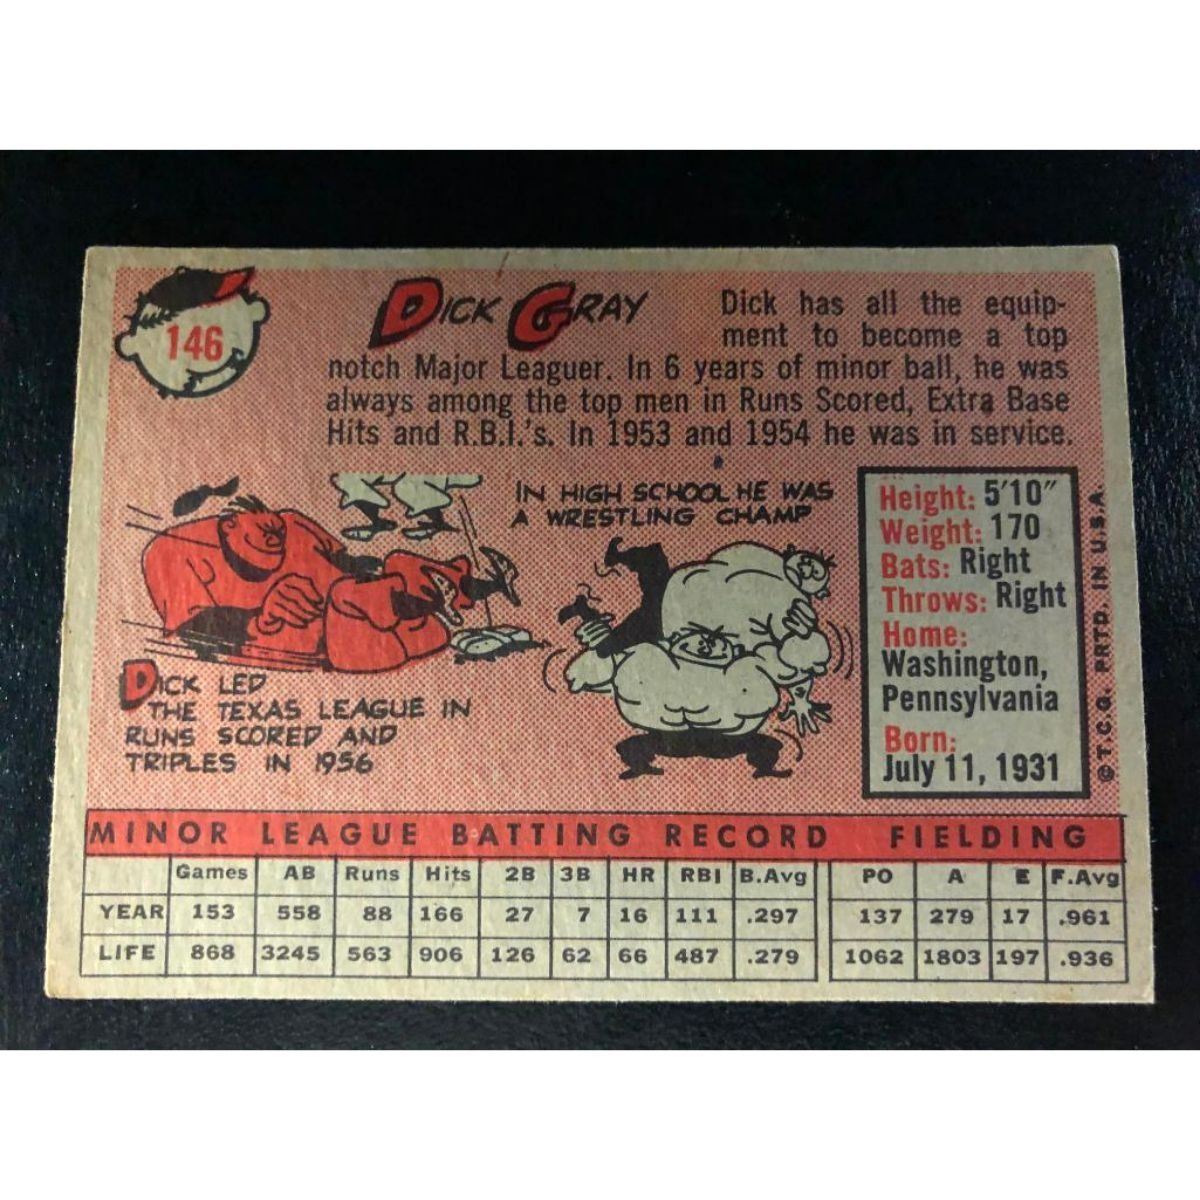 146
DICK GRAY
Dick has all the equip-
ment to become a top
notch Major Leaguer. In 6 years of minor ball, he was
always among the top men in Runs Scored, Extra Base
Hits and R.B.I.'s. In 1953 and 1954 he was in service.
IN HIGH SCHOOL HE WAS
A WRESTLING CHAMP
DICK LED
THE TEXAS LEAGUE IN
RUNS SCORED AND
TRIPLES IN 1956
Height: 5'10"
Weight: 170
Bats: Right
Throws: Right
Home:
Washington,
Pennsylvania
Born:
July 11, 1931
© T.C.G. PRTD. IN U.S.A.
MINOR LEAGUE BATTING RECORD FIELDING
Games AB Runs Hits 2B 3B HR RBI B.Avg PO A E F.Avg
YEAR 153 558 88 166 27 7 16 111 .297 137 279 17 .961
LIFE 868 3245 563 906 126 62 66 487 .279 1062 1803 197 .936